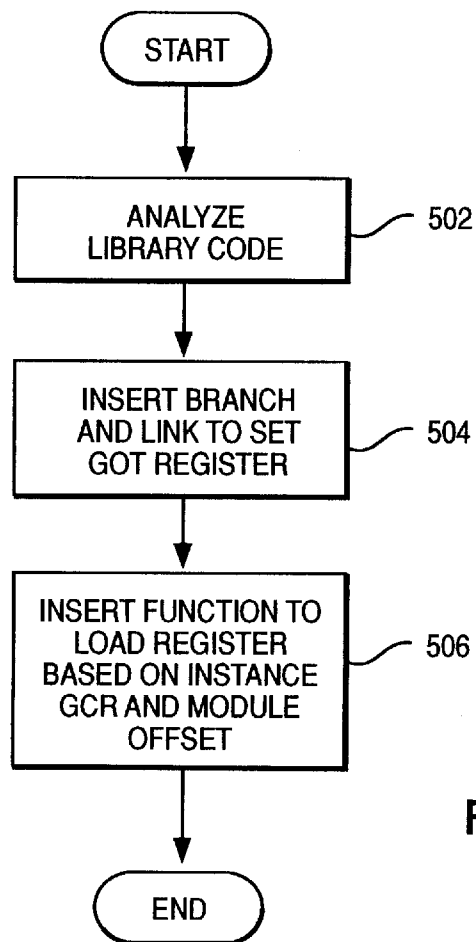 START
ANALYZE
LIBRARY CODE
502
INSERT BRANCH
AND LINK TO SET
GOT REGISTER
504
INSERT FUNCTION TO
LOAD REGISTER
BASED ON INSTANCE
GCR AND MODULE
OFFSET
506
END